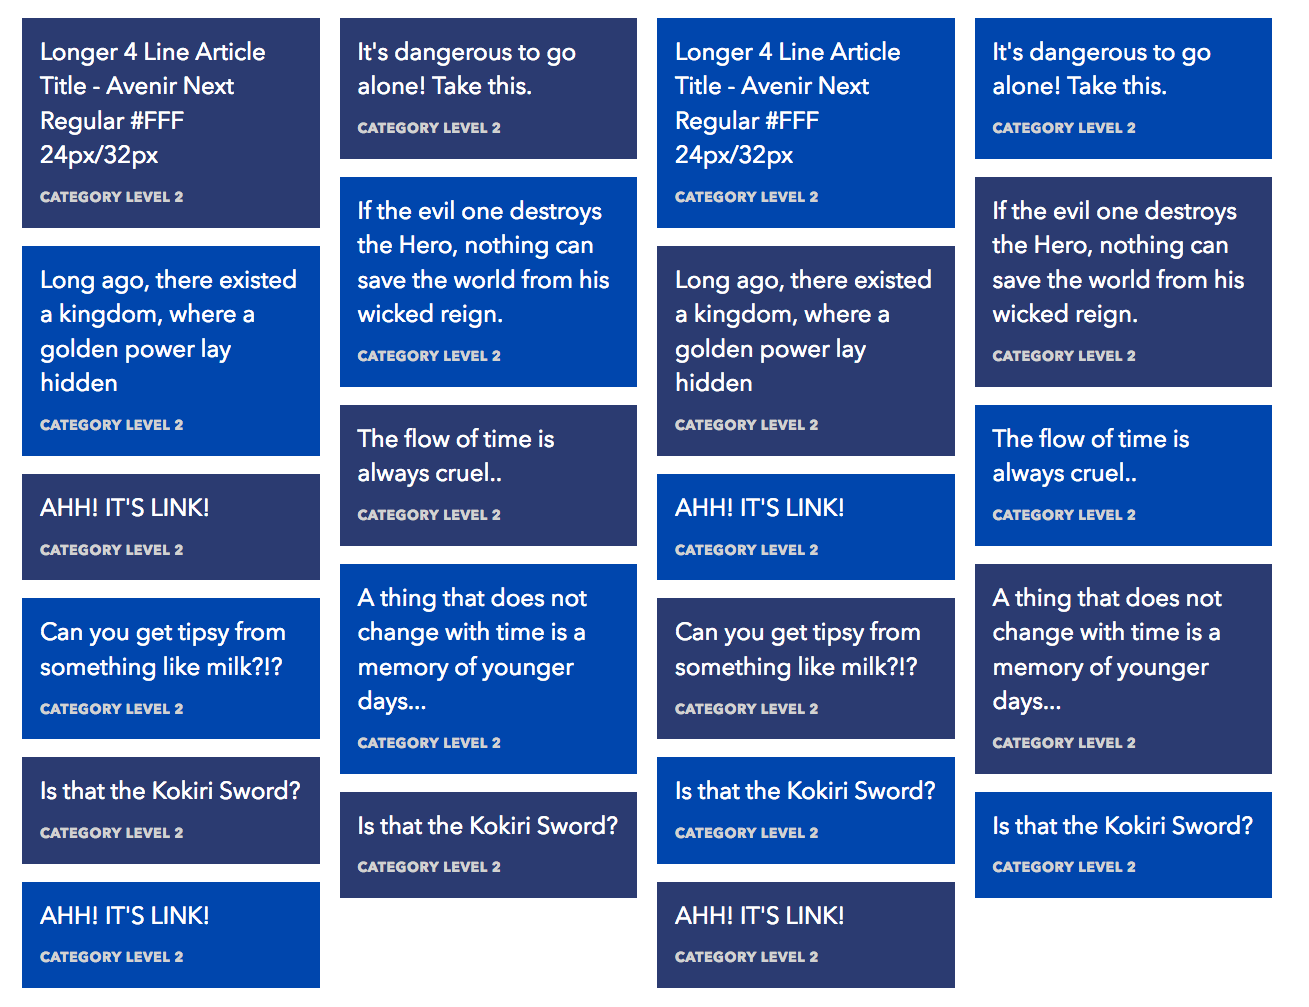 Longer 4 Line Article
Title - Avenir Next
Regular #FFF
24px/32px
CATEGORY LEVEL 2
Long ago, there existed
a kingdom, where a
golden power lay
hidden
CATEGORY LEVEL 2
AHH! IT'S LINK!
CATEGORY LEVEL 2
Can you get tipsy from
something like milk?!?
CATEGORY LEVEL 2
Is that the Kokiri Sword?
CATEGORY LEVEL 2
AHH! IT'S LINK!
CATEGORY LEVEL 2
It's dangerous to go
alone! Take this.
CATEGORY LEVEL 2
If the evil one destroys
the Hero, nothing can
save the world from his
wicked reign.
CATEGORY LEVEL 2
The flow of time is
always cruel..
CATEGORY LEVEL 2
A thing that does not
change with time is a
memory of younger
days...
CATEGORY LEVEL 2
Is that the Kokiri Sword?
CATEGORY LEVEL 2
Longer 4 Line Article
Title - Avenir Next
Regular #FFF
24px/32px
CATEGORY LEVEL 2
Long ago, there existed
a kingdom, where a
golden power lay
hidden
CATEGORY LEVEL 2
AHH! IT'S LINK!
CATEGORY LEVEL 2
Can you get tipsy from
something like milk?!?
CATEGORY LEVEL 2
Is that the Kokiri Sword?
CATEGORY LEVEL 2
AHH! IT'S LINK!
CATEGORY LEVEL 2
It's dangerous to go
alone! Take this.
CATEGORY LEVEL 2
If the evil one destroys
the Hero, nothing can
save the world from his
wicked reign.
CATEGORY LEVEL 2
The flow of time is
always cruel..
CATEGORY LEVEL 2
A thing that does not
change with time is a
memory of younger
days...
CATEGORY LEVEL 2
Is that the Kokiri Sword?
CATEGORY LEVEL 2